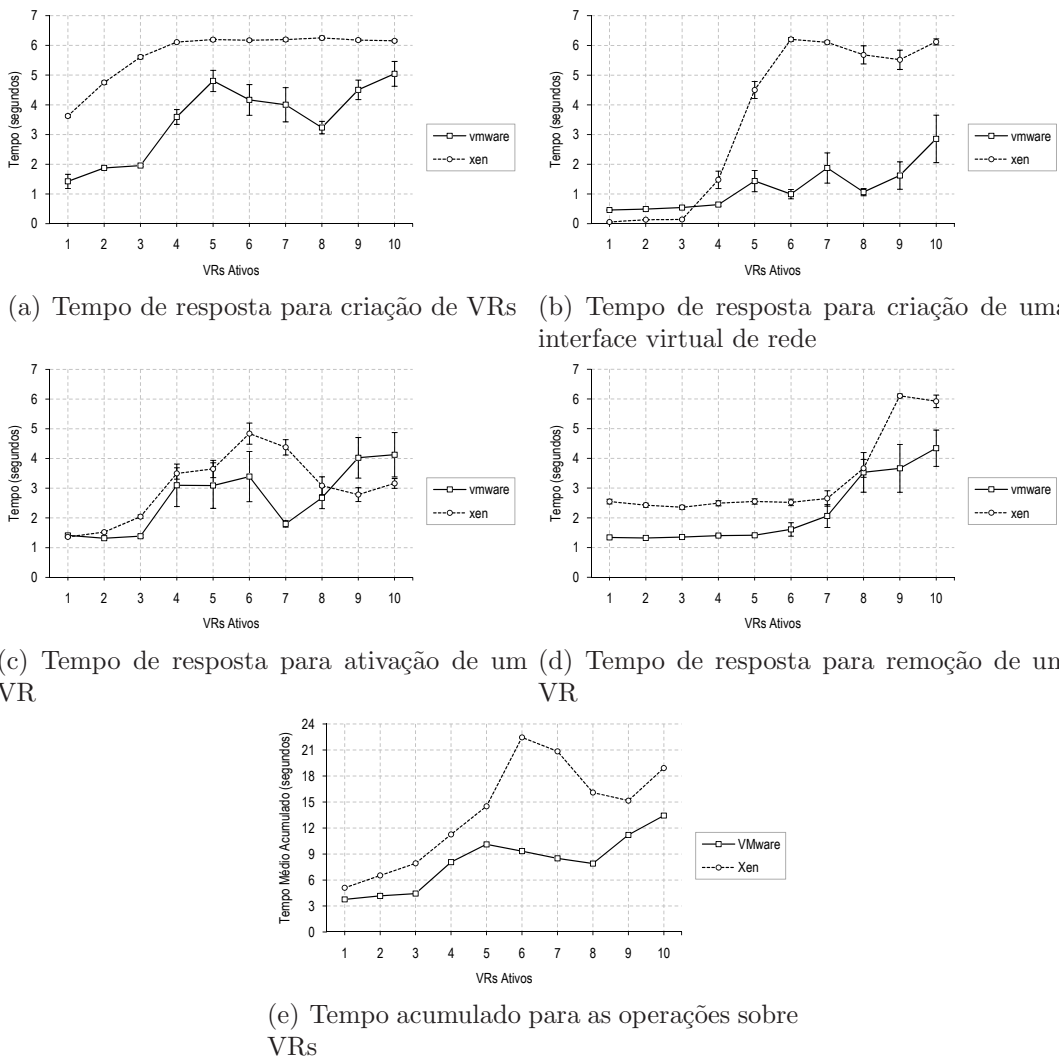 7
6
5
4
3
2
1
0
Tempo (segundos)
1 2 3 4 5 6 7 8 9 10
VRs Ativos
vmware
xen
(a) Tempo de resposta para criação de VRs
7
6
5
4
3
2
1
0
Tempo (segundos)
1 2 3 4 5 6 7 8 9 10
VRs Ativos
vmware
xen
(b) Tempo de resposta para criação de uma
interface virtual de rede
7
6
5
4
3
2
1
0
Tempo (segundos)
1 2 3 4 5 6 7 8 9 10
VRs Ativos
vmware
xen
(c) Tempo de resposta para ativação de um
VR
7
6
5
4
3
2
1
0
Tempo (segundos)
1 2 3 4 5 6 7 8 9 10
VRs Ativos
vmware
xen
(d) Tempo de resposta para remoção de um
VR
24
21
18
15
12
9
6
3
0
Tempo Médio Acumulado (segundos)
1 2 3 4 5 6 7 8 9 10
VRs Ativos
VMware
Xen
(e) Tempo acumulado para as operações sobre
VRs